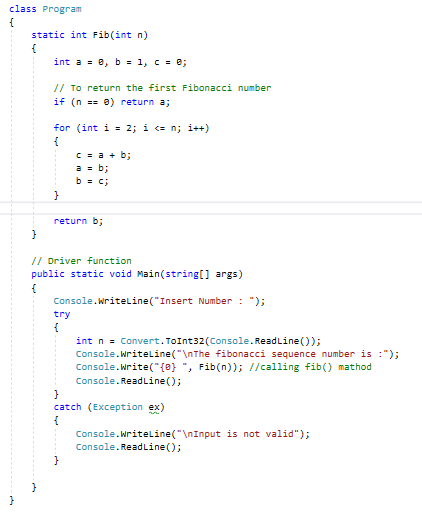 class Program
{
static int Fib(int n)
{
int a = 0, b = 1, c = 0;
// To return the first Fibonacci number
if (n == 0) return a;
for (int i = 2; i <= n; i++)
{
c = a + b;
a = b;
b = c;
}
return b;
}
// Driver function
public static void Main(string[] args)
{
Console.WriteLine("Insert Number : ");
try
{
int n = Convert.ToInt32(Console.ReadLine());
Console.WriteLine("\nThe fibonacci sequence number is :");
Console.Write("{0} ", Fib(n)); //calling fib() mathod
Console.ReadLine();
}
catch (Exception ex)
{
Console.WriteLine("\nInput is not valid");
Console.ReadLine();
}
}
}